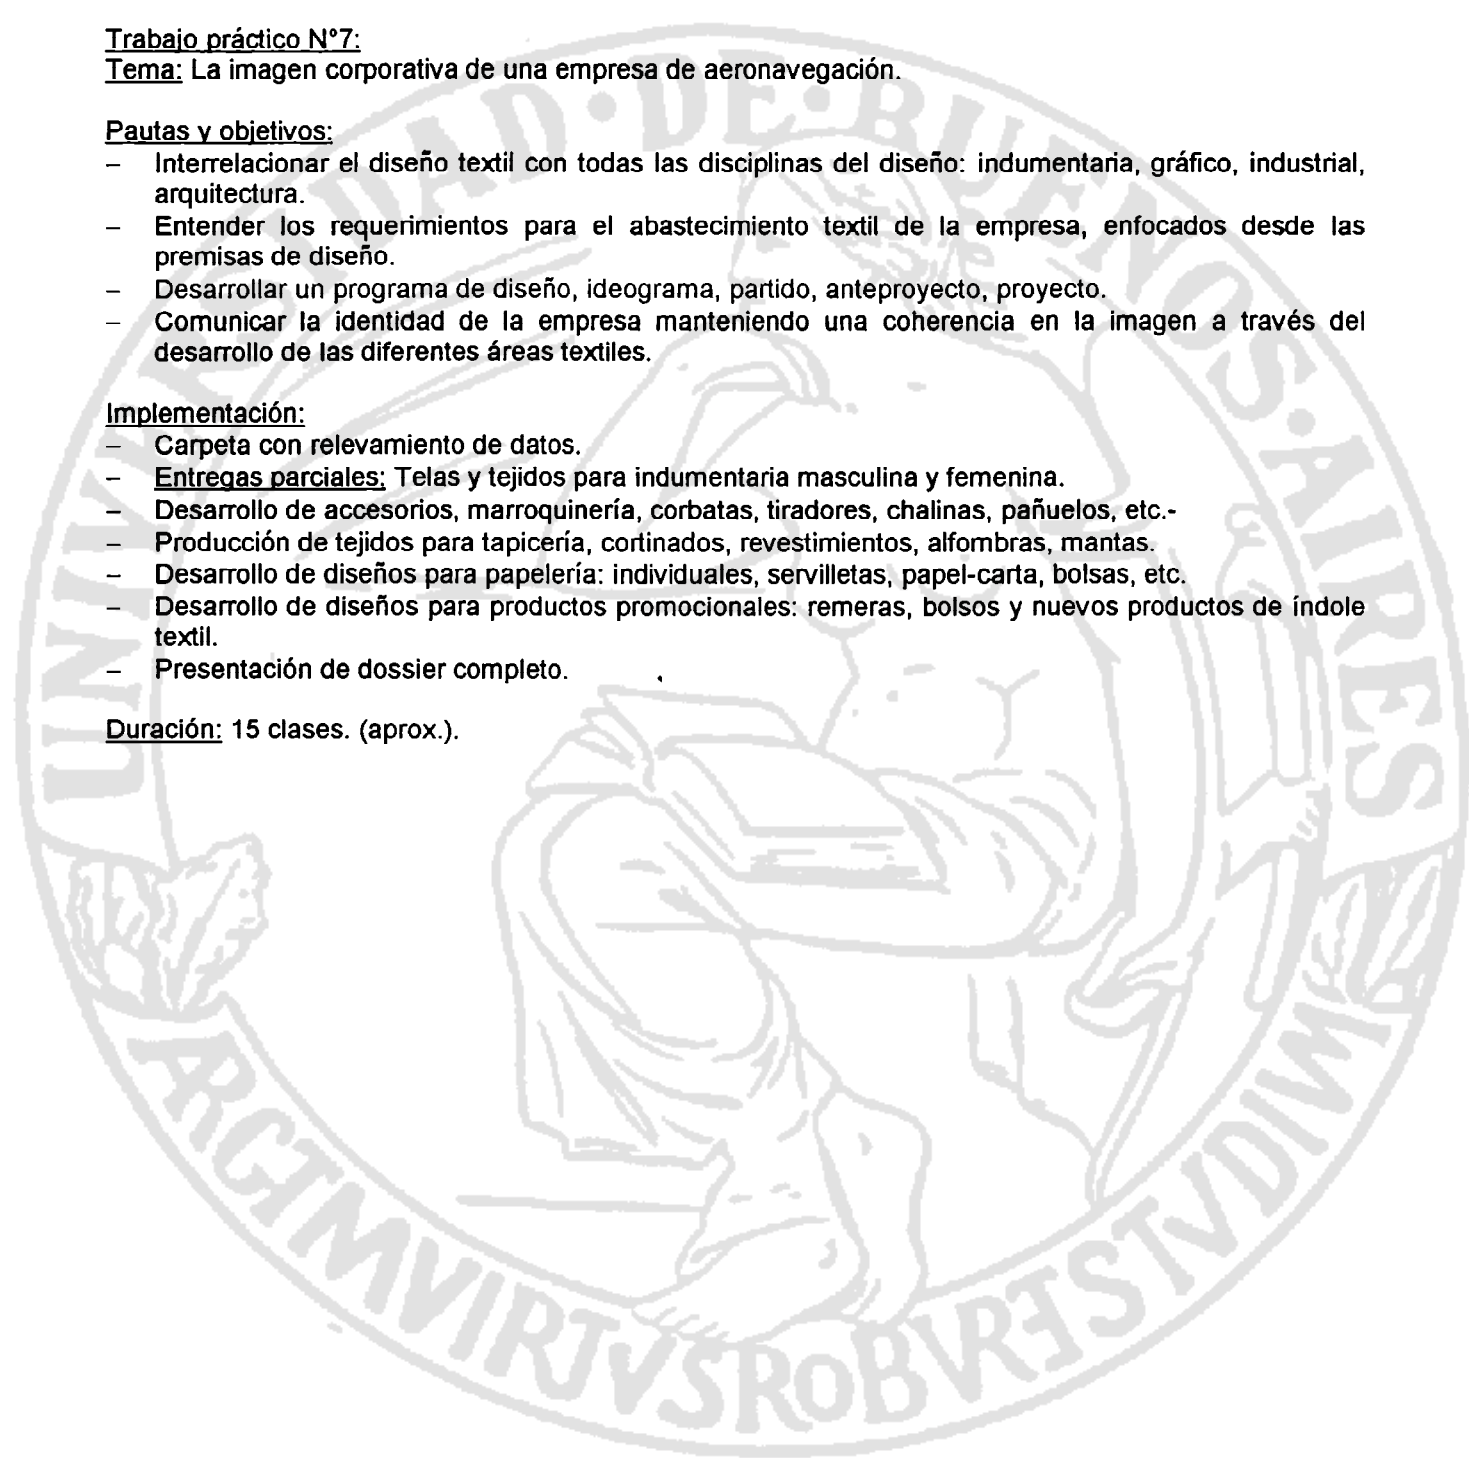 Trabajo práctico Nº7:
Tema: La imagen corporativa de una empresa de aeronavegación.
Pautas y objetivos:
– Interrelacionar el diseño textil con todas las disciplinas del diseño: indumentaria, gráfico, industrial,
arquitectura.
– Entender los requerimientos para el abastecimiento textil de la empresa, enfocados desde las
premisas de diseño.
– Desarrollar un programa de diseño, ideograma, partido, anteproyecto, proyecto.
– Comunicar la identidad de la empresa manteniendo una coherencia en la imagen a través del
desarrollo de las diferentes áreas textiles.
Implementación:
– Carpeta con relevamiento de datos.
– Entregas parciales: Telas y tejidos para indumentaria masculina y femenina.
– Desarrollo de accesorios, marroquinería, corbatas, tiradores, chalinas, pañuelos, etc.-
– Producción de tejidos para tapicería, cortinados, revestimientos, alfombras, mantas.
– Desarrollo de diseños para papelería: individuales, servilletas, papel-carta, bolsas, etc.
– Desarrollo de diseños para productos promocionales: remeras, bolsos y nuevos productos de índole
textil.
– Presentación de dossier completo.
Duración: 15 clases. (aprox.).
UNIVERSIDAD·DE·BUENOS·AIRES
ARGTMVIRTVSROBVRETSTVDIVM